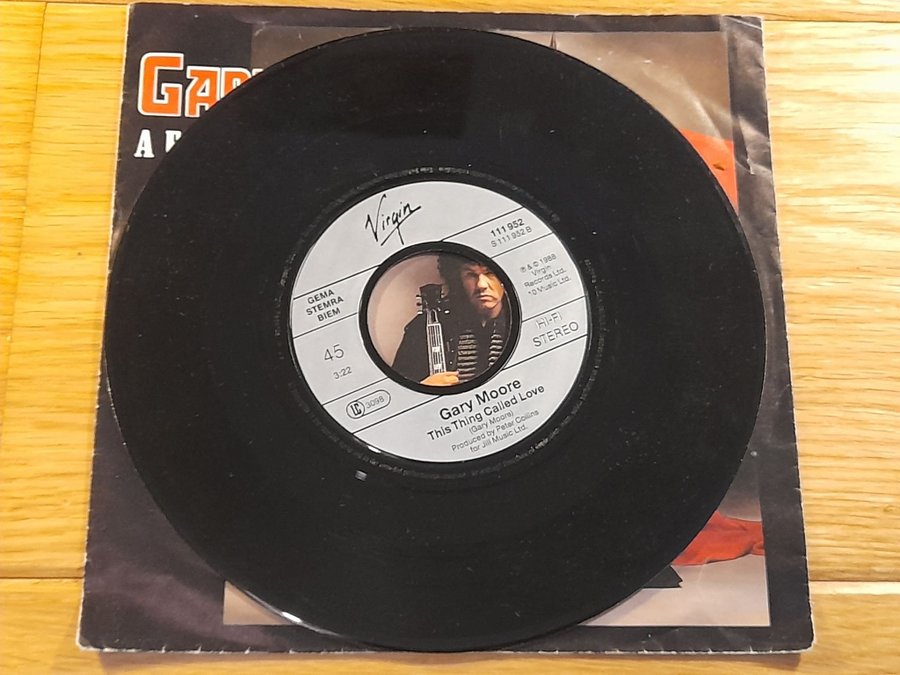 GAR
A F
Virgin
111 952
S 111 952 B
℗ & © 1988
Virgin
Records Ltd.
10 Music Ltd.
GEMA
STEMRA
BIEM
45
3:22
(HI-FI)
STEREO
LC 3098
Gary Moore
This Thing Called Love
(Gary Moore)
Produced by Peter Collins
for Jill Music Ltd.